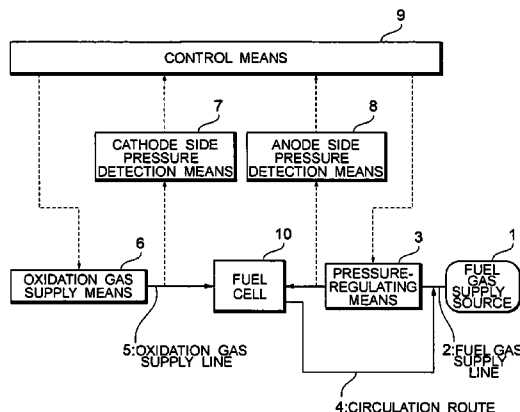 9
CONTROL MEANS
7
8
CATHODE SIDE
PRESSURE
DETECTION MEANS
ANODE SIDE
PRESSURE
DETECTION MEANS
6
10
3
1
OXIDATION GAS
SUPPLY MEANS
FUEL
CELL
PRESSURE-
REGULATING
MEANS
FUEL GAS
SUPPLY
SOURCE
5:OXIDATION GAS
SUPPLY LINE
2:FUEL GAS
SUPPLY
LINE
4:CIRCULATION ROUTE